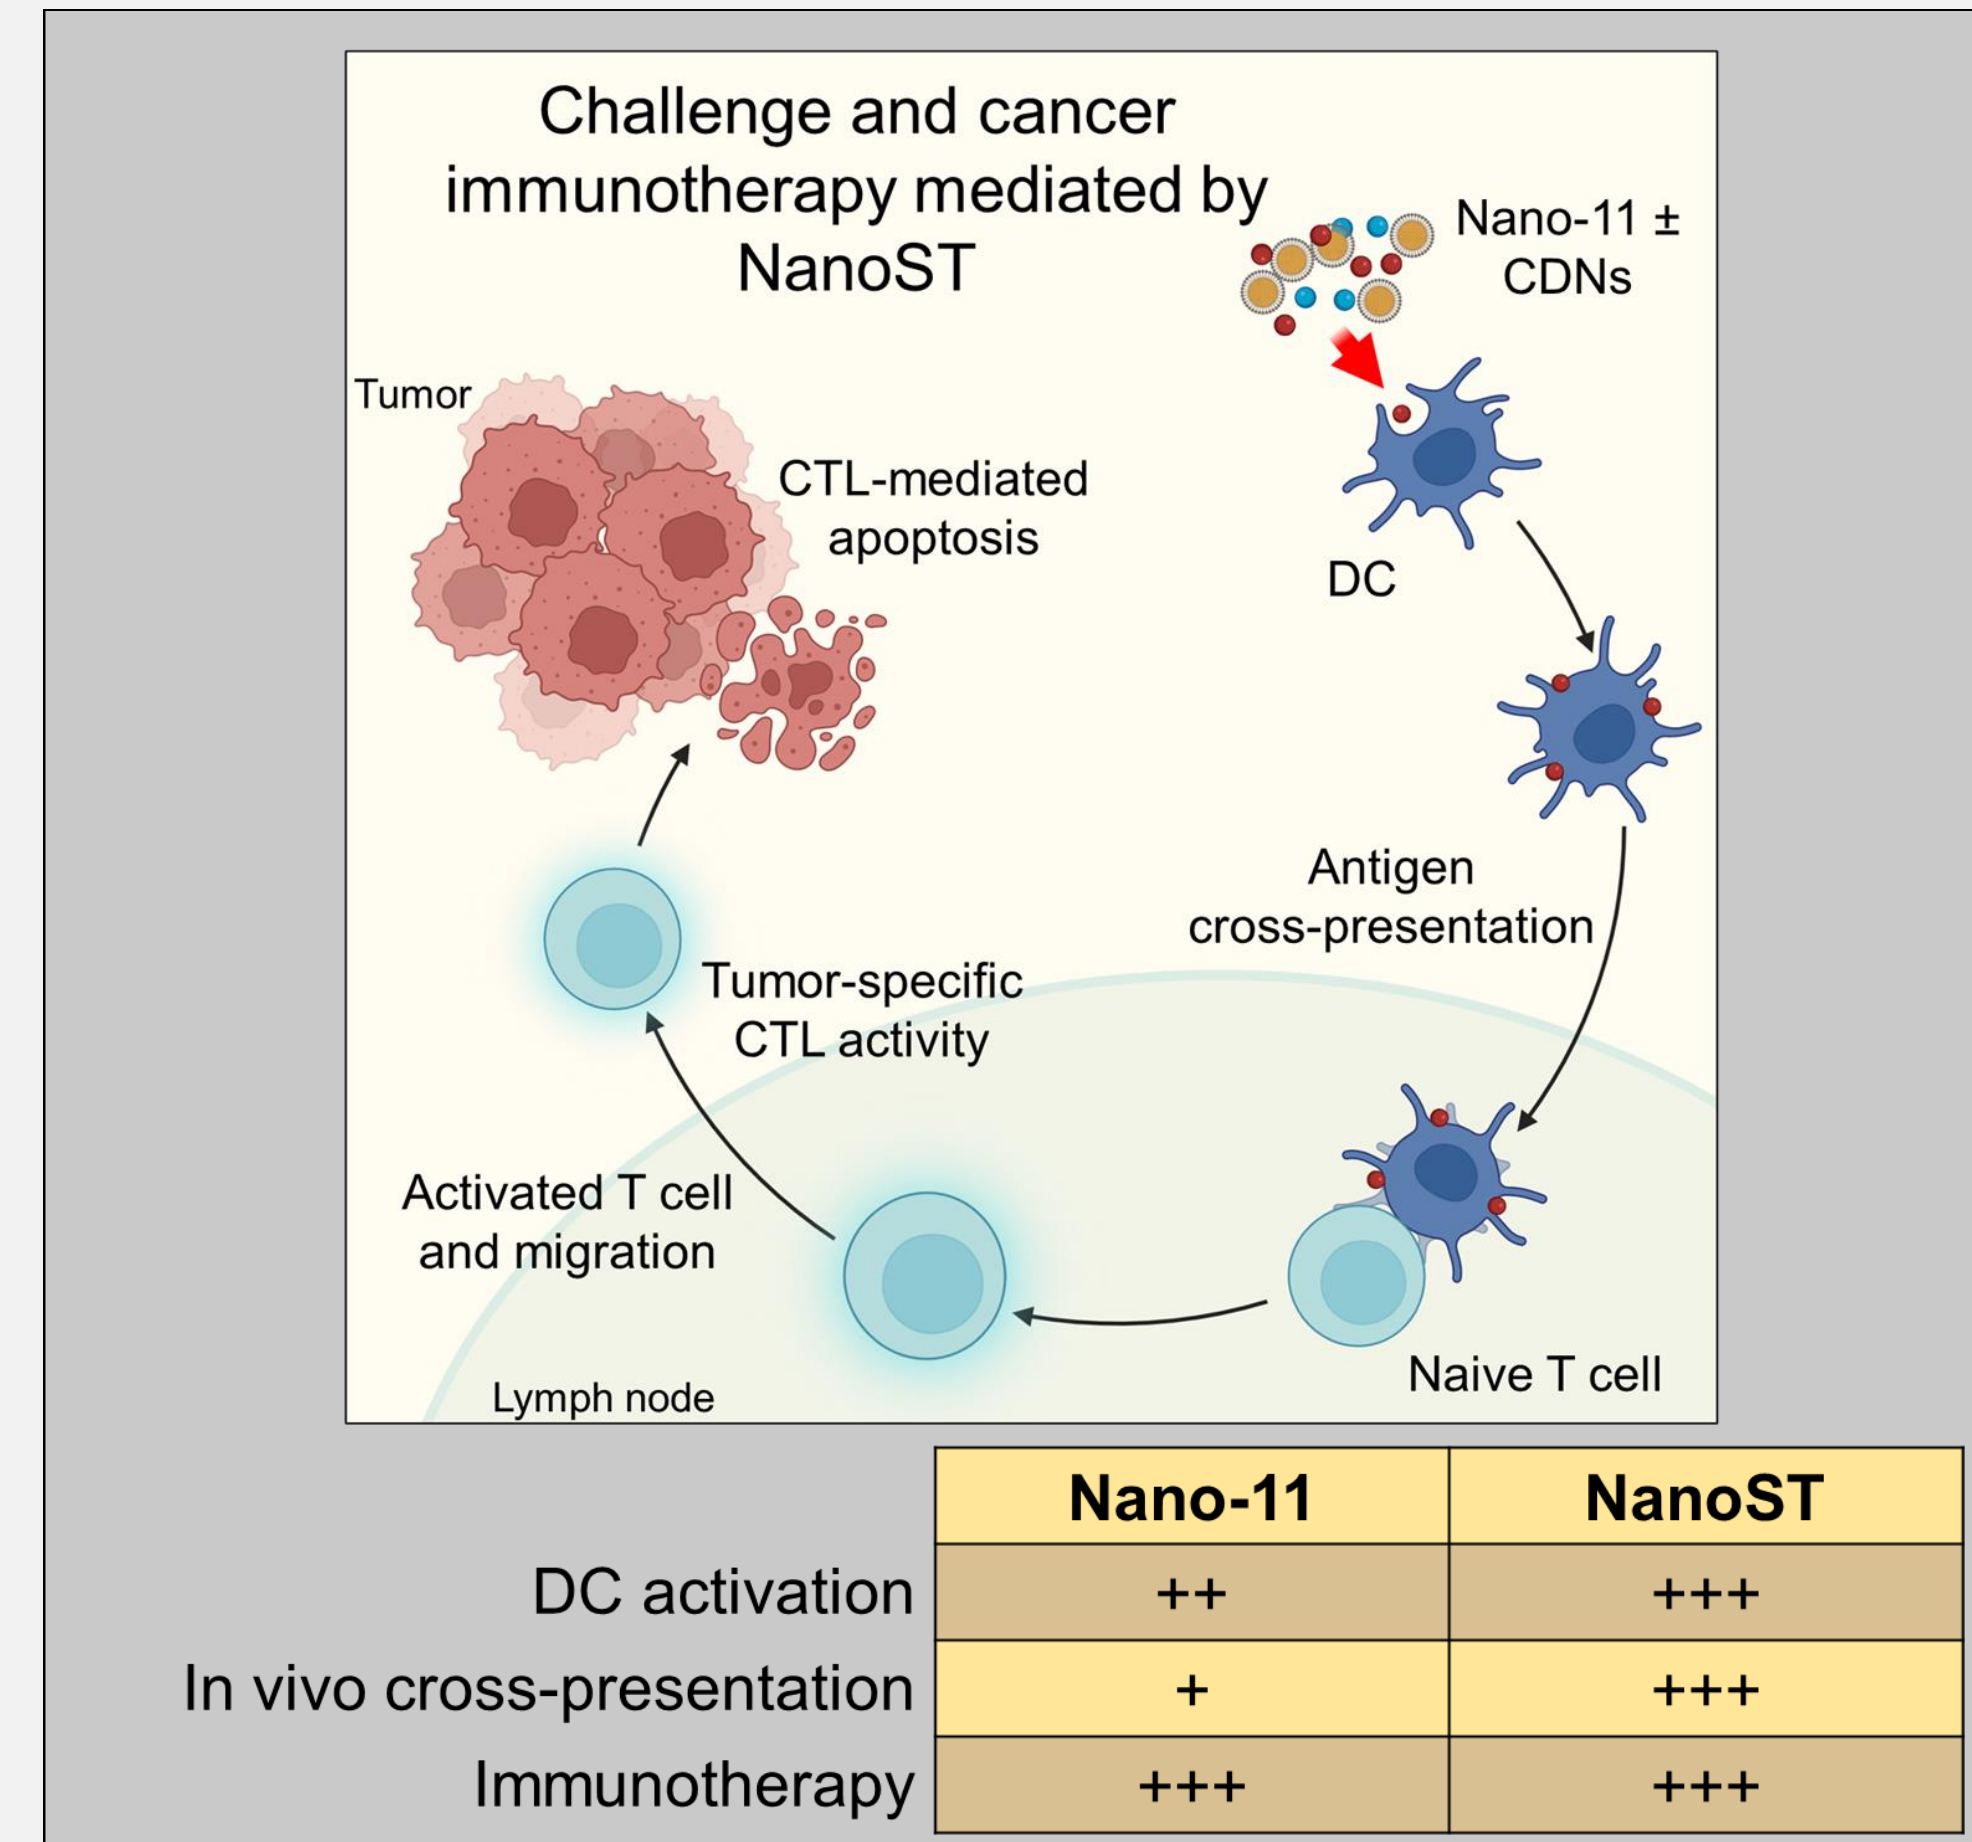 Challenge and cancer
immunotherapy mediated by
NanoST
Nano-11 ±
CDNs
Tumor
CTL-mediated
apoptosis
DC
Antigen
cross-presentation
Tumor-specific
CTL activity
Activated T cell
and migration
Naive T cell
Lymph node
Nano-11 NanoST
DC activation ++ +++
In vivo cross-presentation + +++
Immunotherapy +++ +++